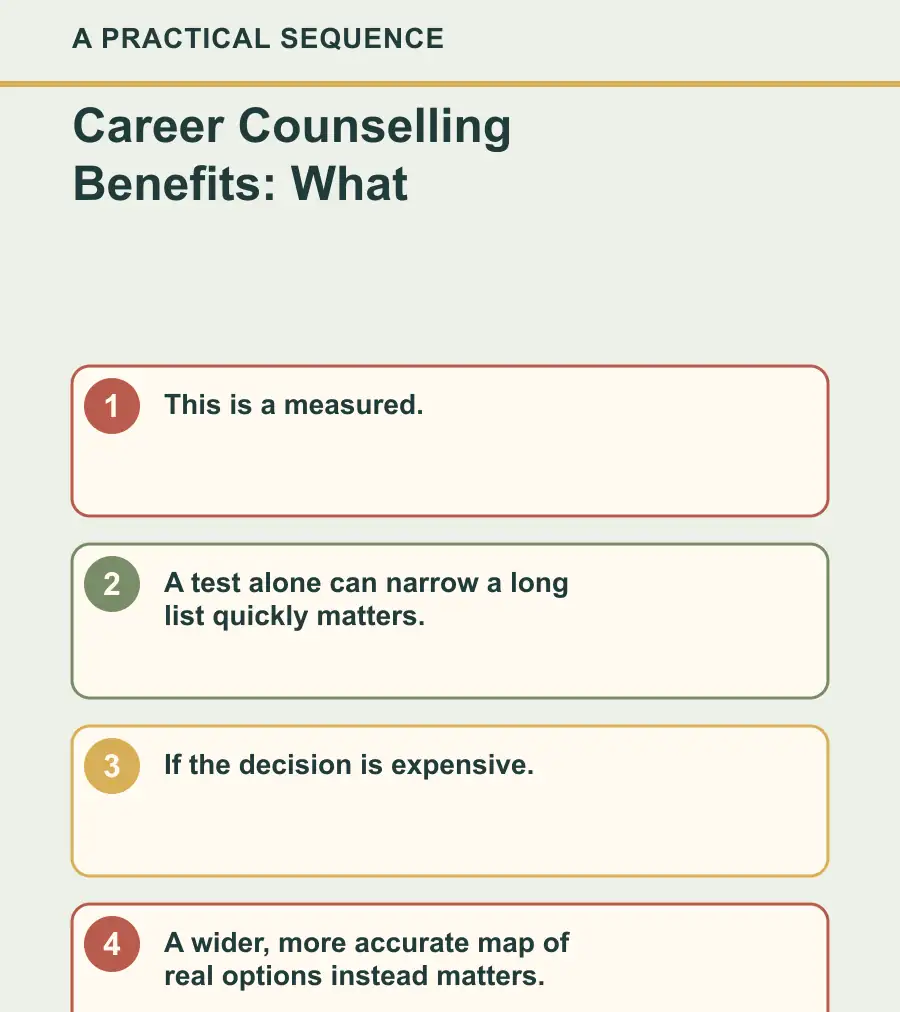 A PRACTICAL SEQUENCE
Career Counselling
Benefits: What
1
This is a measured.
2
A test alone can narrow a long
list quickly matters.
3
If the decision is expensive.
4
A wider, more accurate map of
real options instead matters.